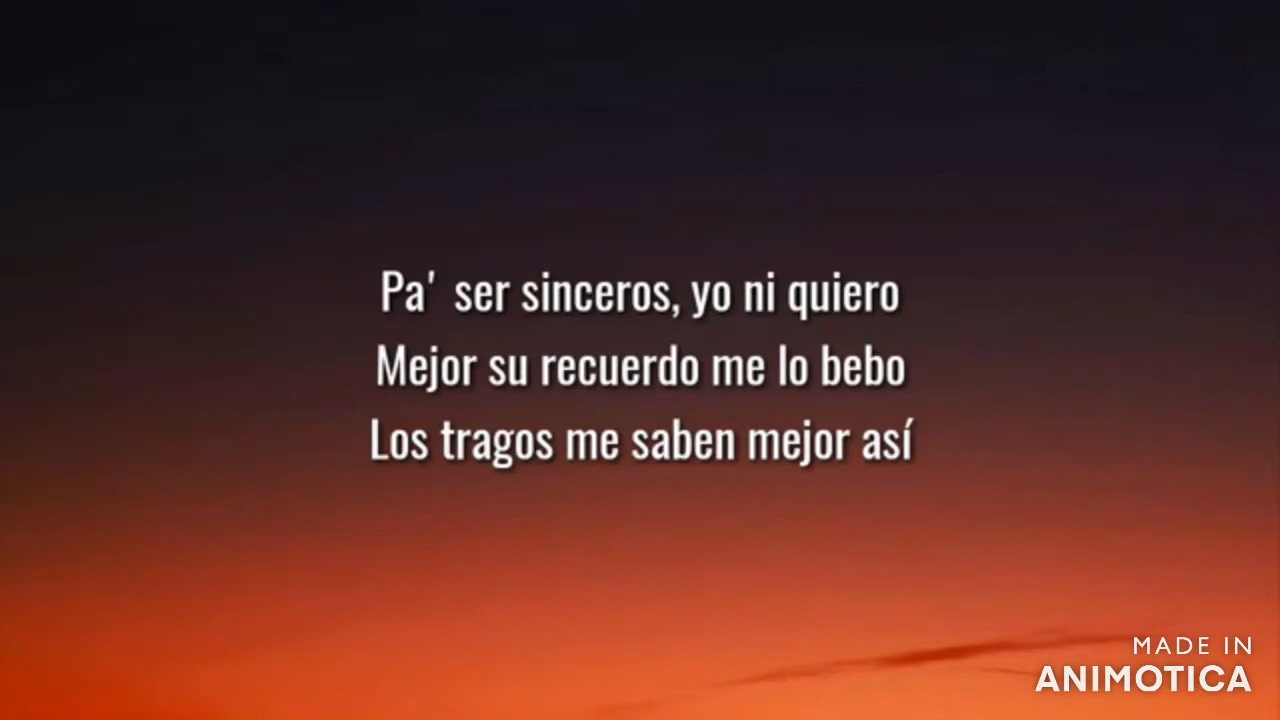 Pa' ser sinceros, yo ni quiero
Mejor su recuerdo me lo bebo
Los tragos me saben mejor así
MADE IN
ANIMOTICA